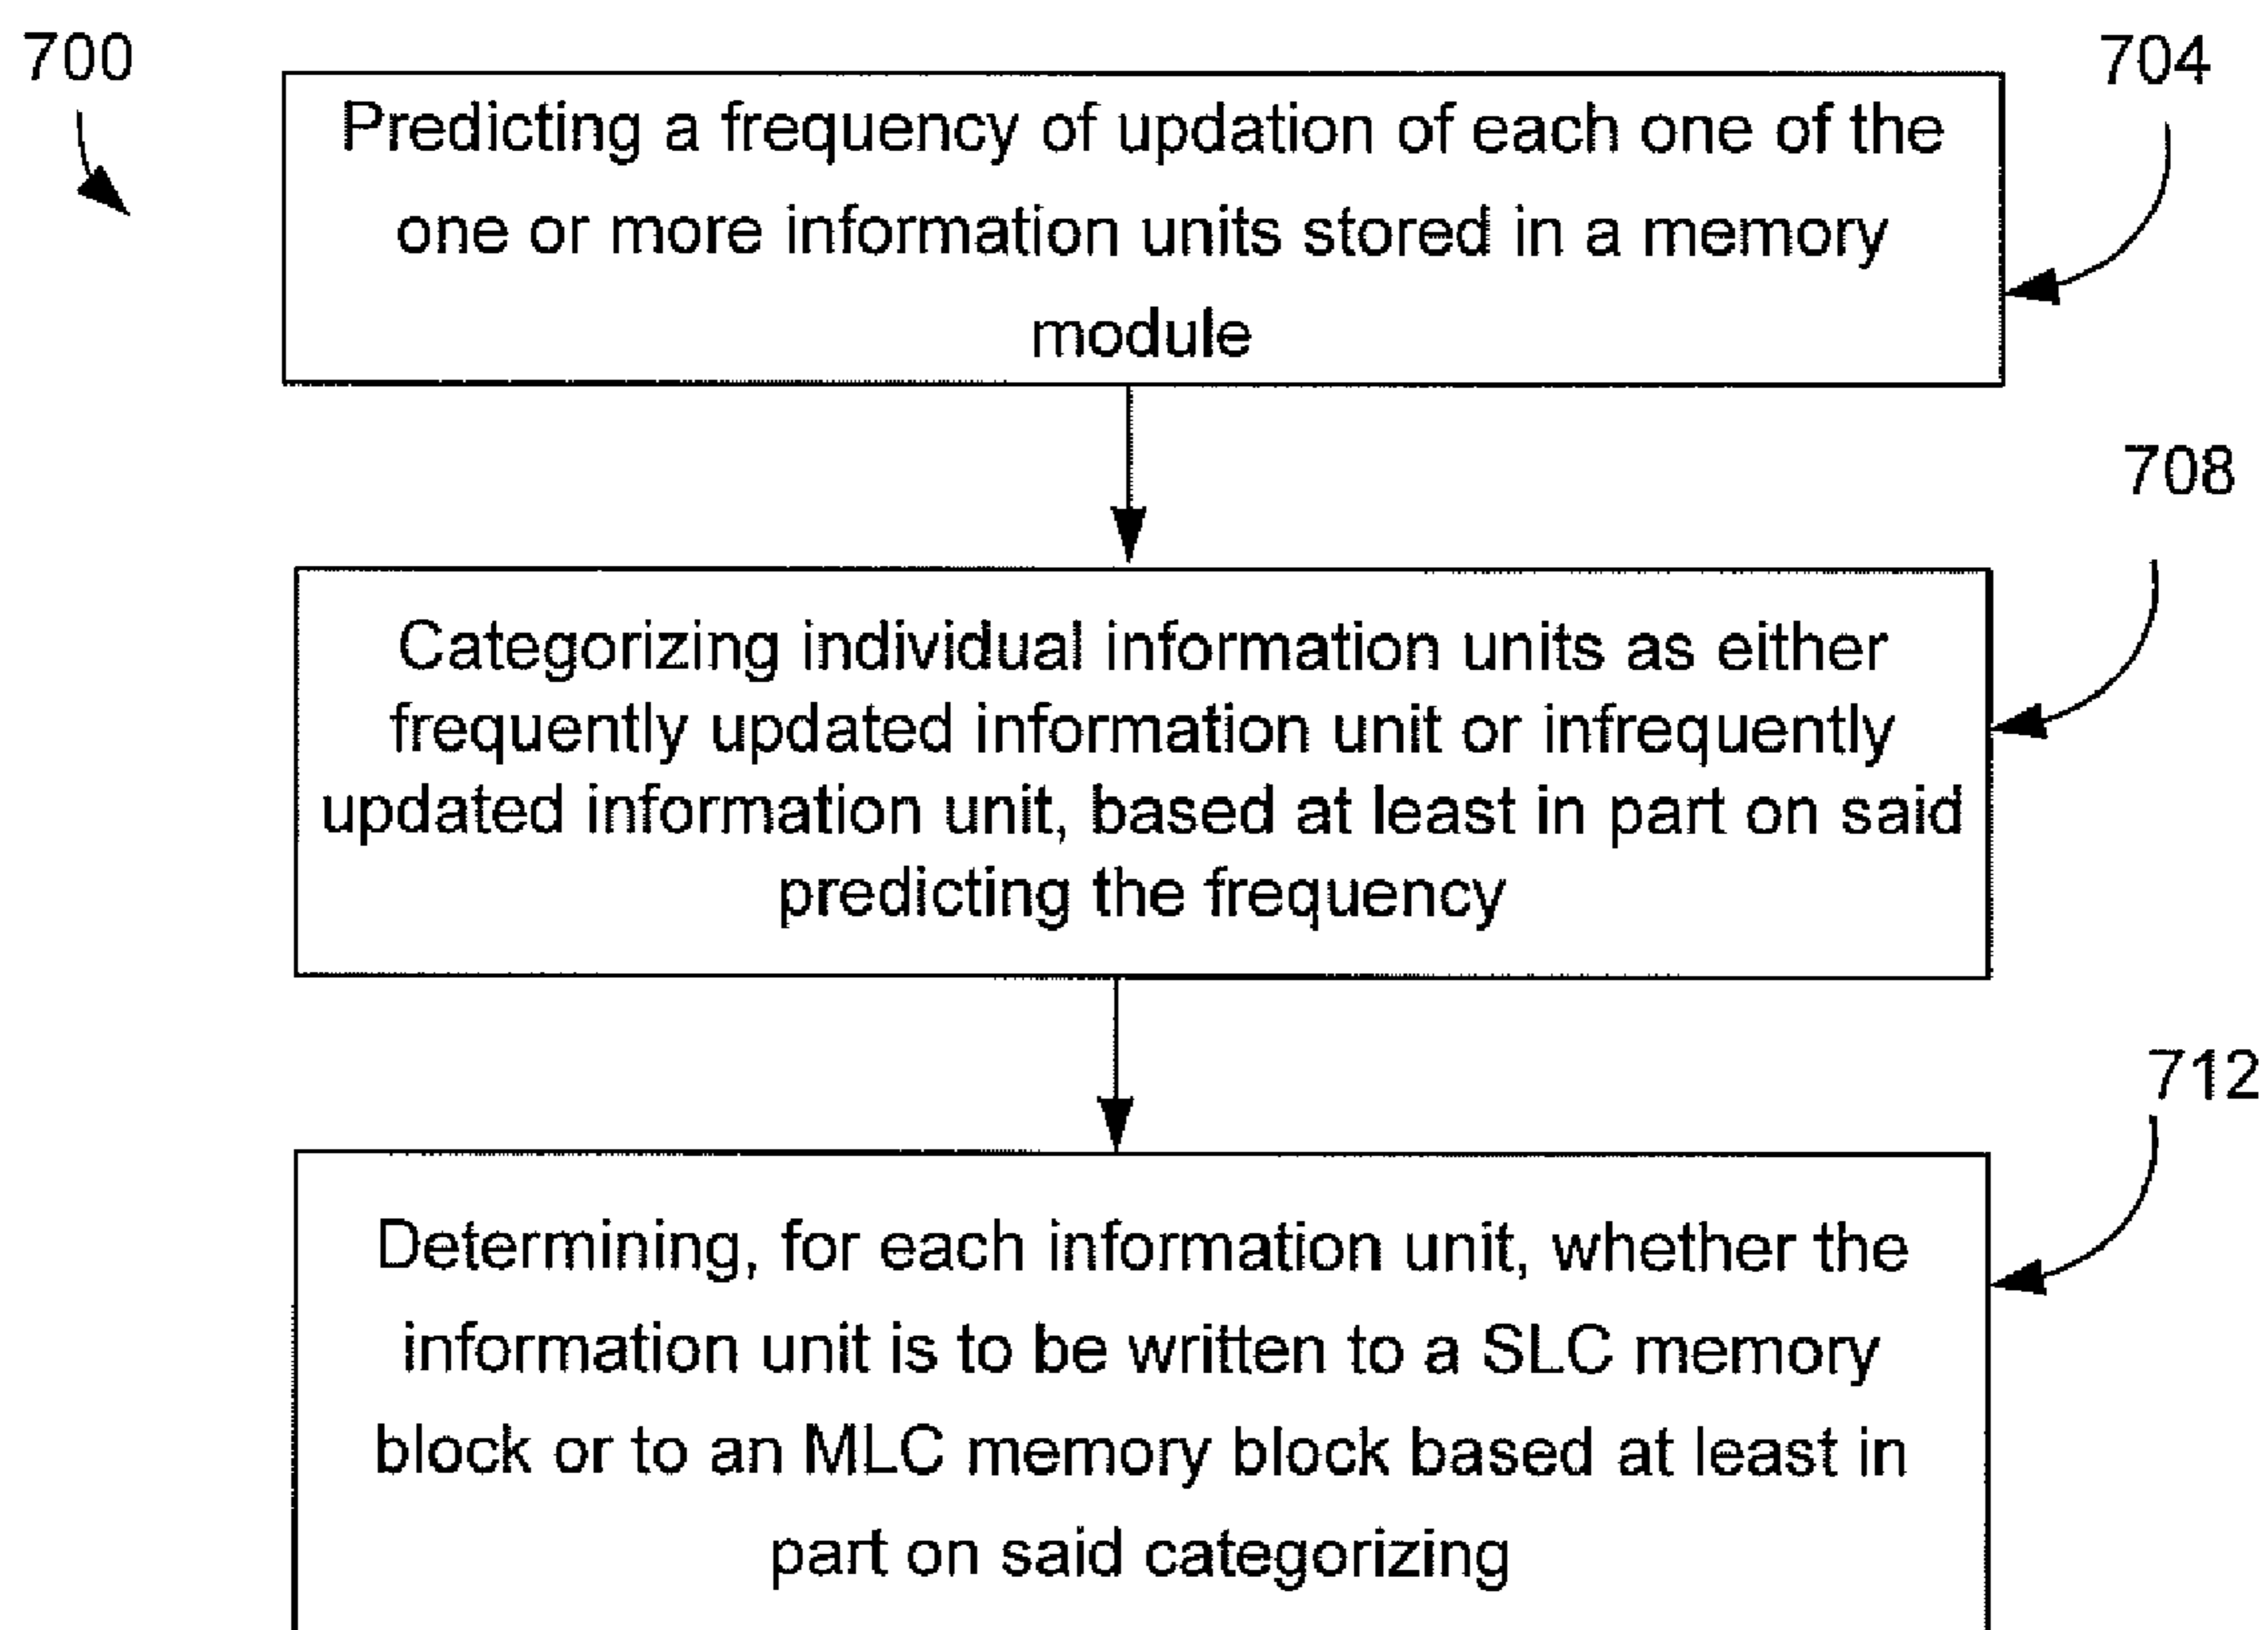 700
704
Predicting a frequency of updation of each one of the
one or more information units stored in a memory
module
708
Categorizing individual information units as either
frequently updated information unit or infrequently
updated information unit, based at least in part on said
predicting the frequency
712
Determining, for each information unit, whether the
information unit is to be written to a SLC memory
block or to an MLC memory block based at least in
part on said categorizing